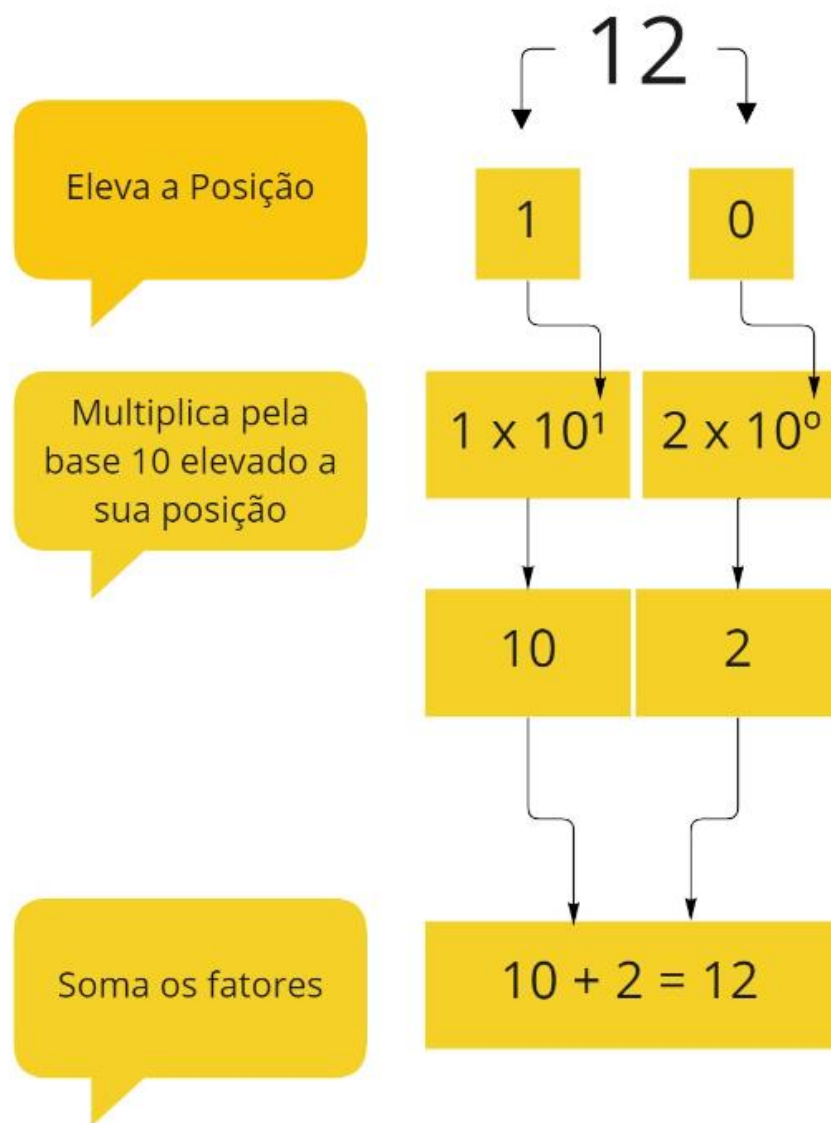 12
Eleva a Posição
1
0
Multiplica pela
base 10 elevado a
sua posição
1 x 10¹
2 x 10⁰
10
2
Soma os fatores
10 + 2 = 12